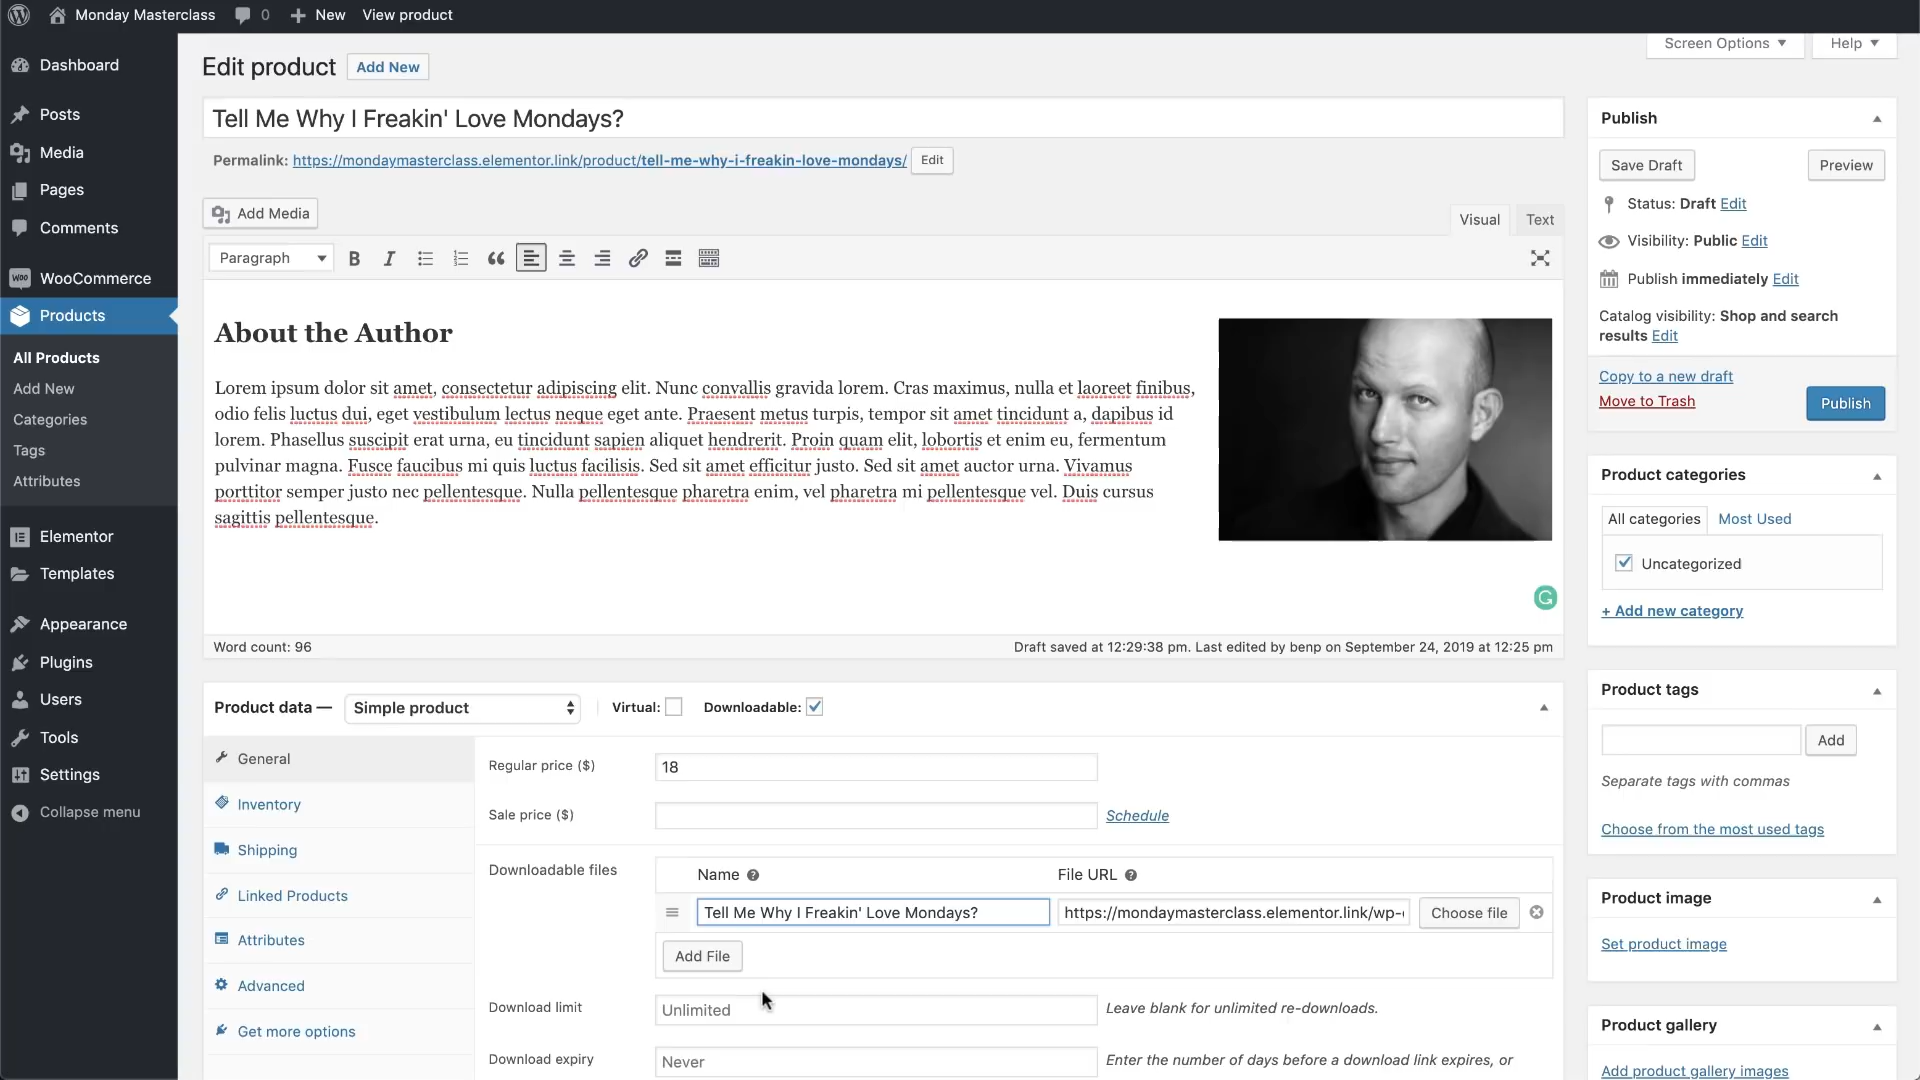 Monday Masterclass 0 New View product
Screen Options Help
Dashboard
Posts
Media
Pages
Comments
WooCommerce
Products
All Products
Add New
Categories
Tags
Attributes
Elementor
Templates
Appearance
Plugins
Users
Tools
Settings
Collapse menu
Edit product Add New
Tell Me Why I Freakin' Love Mondays?
Permalink: https://mondaymasterclass.elementor.link/product/tell-me-why-i-freakin-love-mondays/ Edit
Add Media
Visual Text
Paragraph B I
About the Author
Lorem ipsum dolor sit amet, consectetur adipiscing elit. Nunc convallis gravida lorem. Cras maximus, nulla et laoreet finibus,
odio felis luctus dui, eget vestibulum lectus neque eget ante. Praesent metus turpis, tempor sit amet tincidunt a, dapibus id
lorem. Phasellus suscipit erat urna, eu tincidunt sapien aliquet hendrerit. Proin quam elit, lobortis et enim eu, fermentum
pulvinar magna. Fusce faucibus mi quis luctus facilisis. Sed sit amet efficitur justo. Sed sit amet auctor urna. Vivamus
porttitor semper justo nec pellentesque. Nulla pellentesque pharetra enim, vel pharetra mi pellentesque vel. Duis cursus
sagittis pellentesque.
Word count: 96
Draft saved at 12:29:38 pm. Last edited by benp on September 24, 2019 at 12:25 pm
Product data — Simple product Virtual: Downloadable:
General
Inventory
Shipping
Linked Products
Attributes
Advanced
Get more options
Regular price ($) 18
Sale price ($) Schedule
Downloadable files
Name File URL
Tell Me Why I Freakin' Love Mondays? https://mondaymasterclass.elementor.link/wp- Choose file
Add File
Download limit Unlimited Leave blank for unlimited re-downloads.
Download expiry Never Enter the number of days before a download link expires, or
Publish
Save Draft Preview
Status: Draft Edit
Visibility: Public Edit
Publish immediately Edit
Catalog visibility: Shop and search
results Edit
Copy to a new draft
Move to Trash
Publish
Product categories
All categories Most Used
Uncategorized
+ Add new category
Product tags
Add
Separate tags with commas
Choose from the most used tags
Product image
Set product image
Product gallery
Add product gallery images